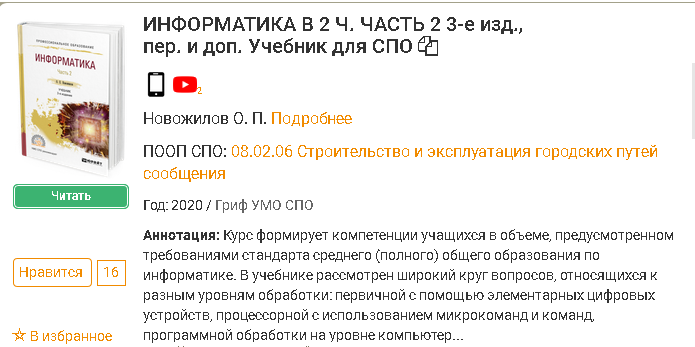 ИНФОРМАТИКА В 2 Ч. ЧАСТЬ 2 3-е изд.,
пер. и доп. Учебник для СПО
2
Новожилов О. П. Подробнее
ПООП СПО: 08.02.06 Строительство и эксплуатация городских путей
сообщения
Год: 2020 / Гриф УМО СПО
Аннотация: Курс формирует компетенции учащихся в объеме, предусмотренном
требованиями стандарта среднего (полного) общего образования по
информатике. В учебнике рассмотрен широкий круг вопросов, относящихся к
разным уровням обработки: первичной с помощью элементарных цифровых
устройств, процессорной с использованием микрокоманд и команд,
программной обработки на уровне компьютер...
ИНФОРМАТИКА
Часть 2
Читать
Нравится 16
В избранное